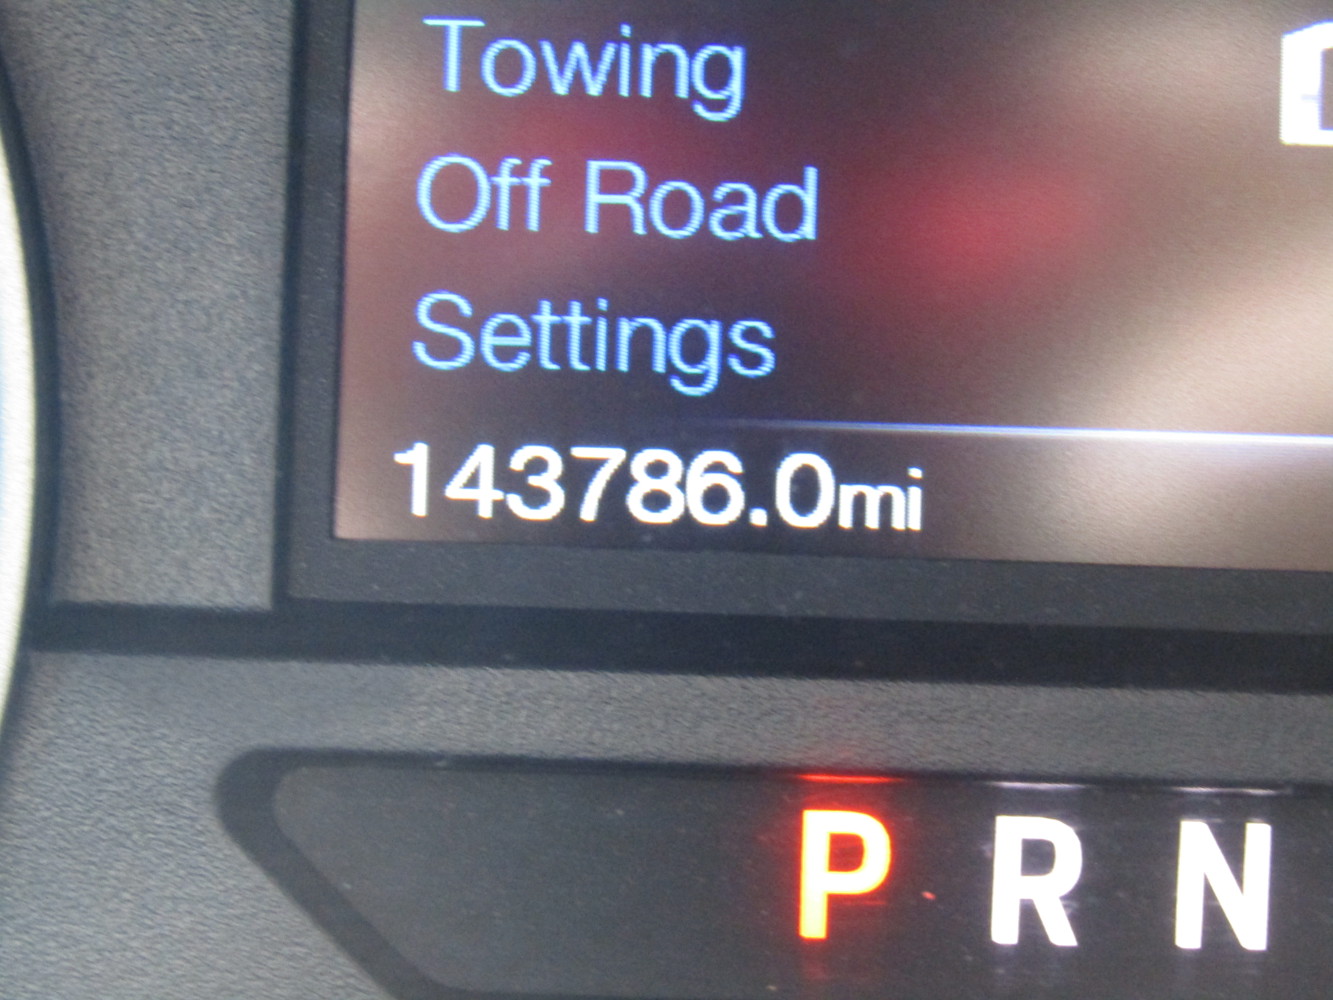 Towing
Off Road
Settings
143786.0mi
P R N